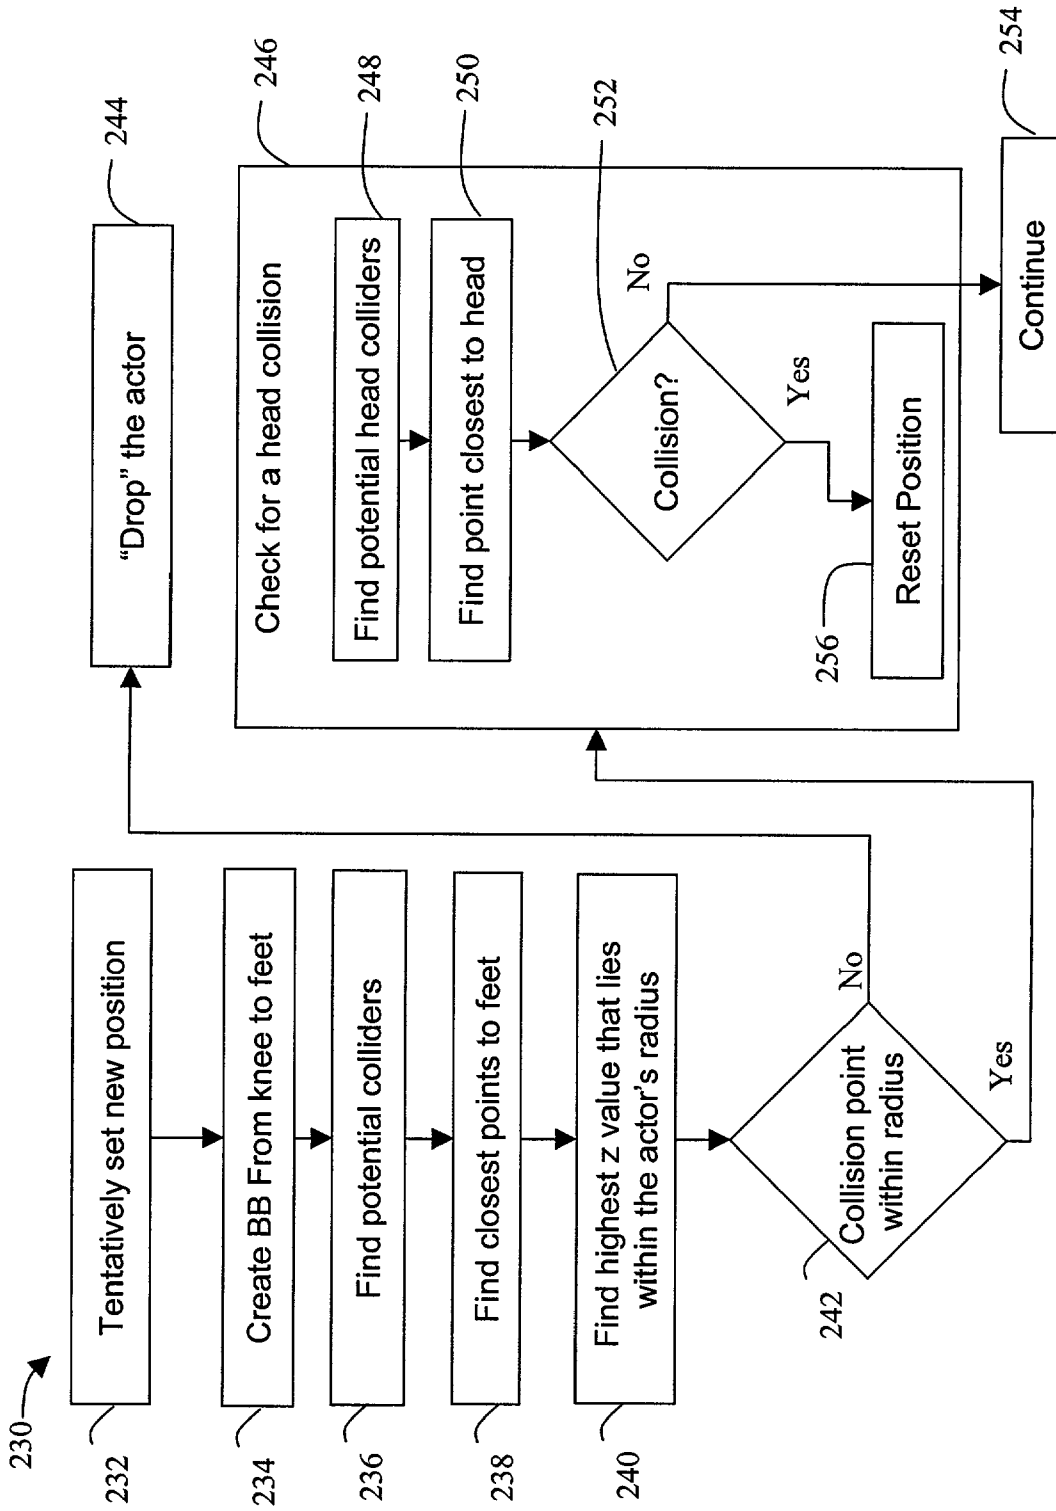 230
232
Tentatively set new position
234
Create BB From knee to feet
236
Find potential colliders
238
Find closest points to feet
240
Find highest z value that lies
within the actor's radius
242
Collision point
within radius
No
Yes
244
“Drop” the actor
246
Check for a head collision
248
Find potential head colliders
250
Find point closest to head
252
Collision?
No
Yes
256
Reset Position
254
Continue